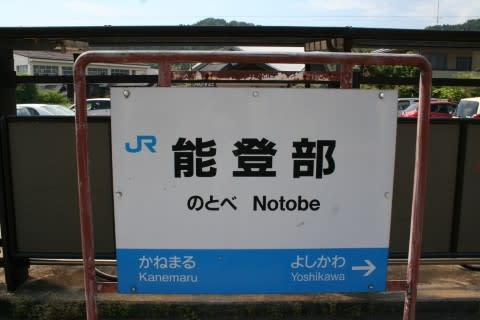 JR 能登部
のとべ Notobe
かねまる よしかわ →
Kanemaru Yoshikawa